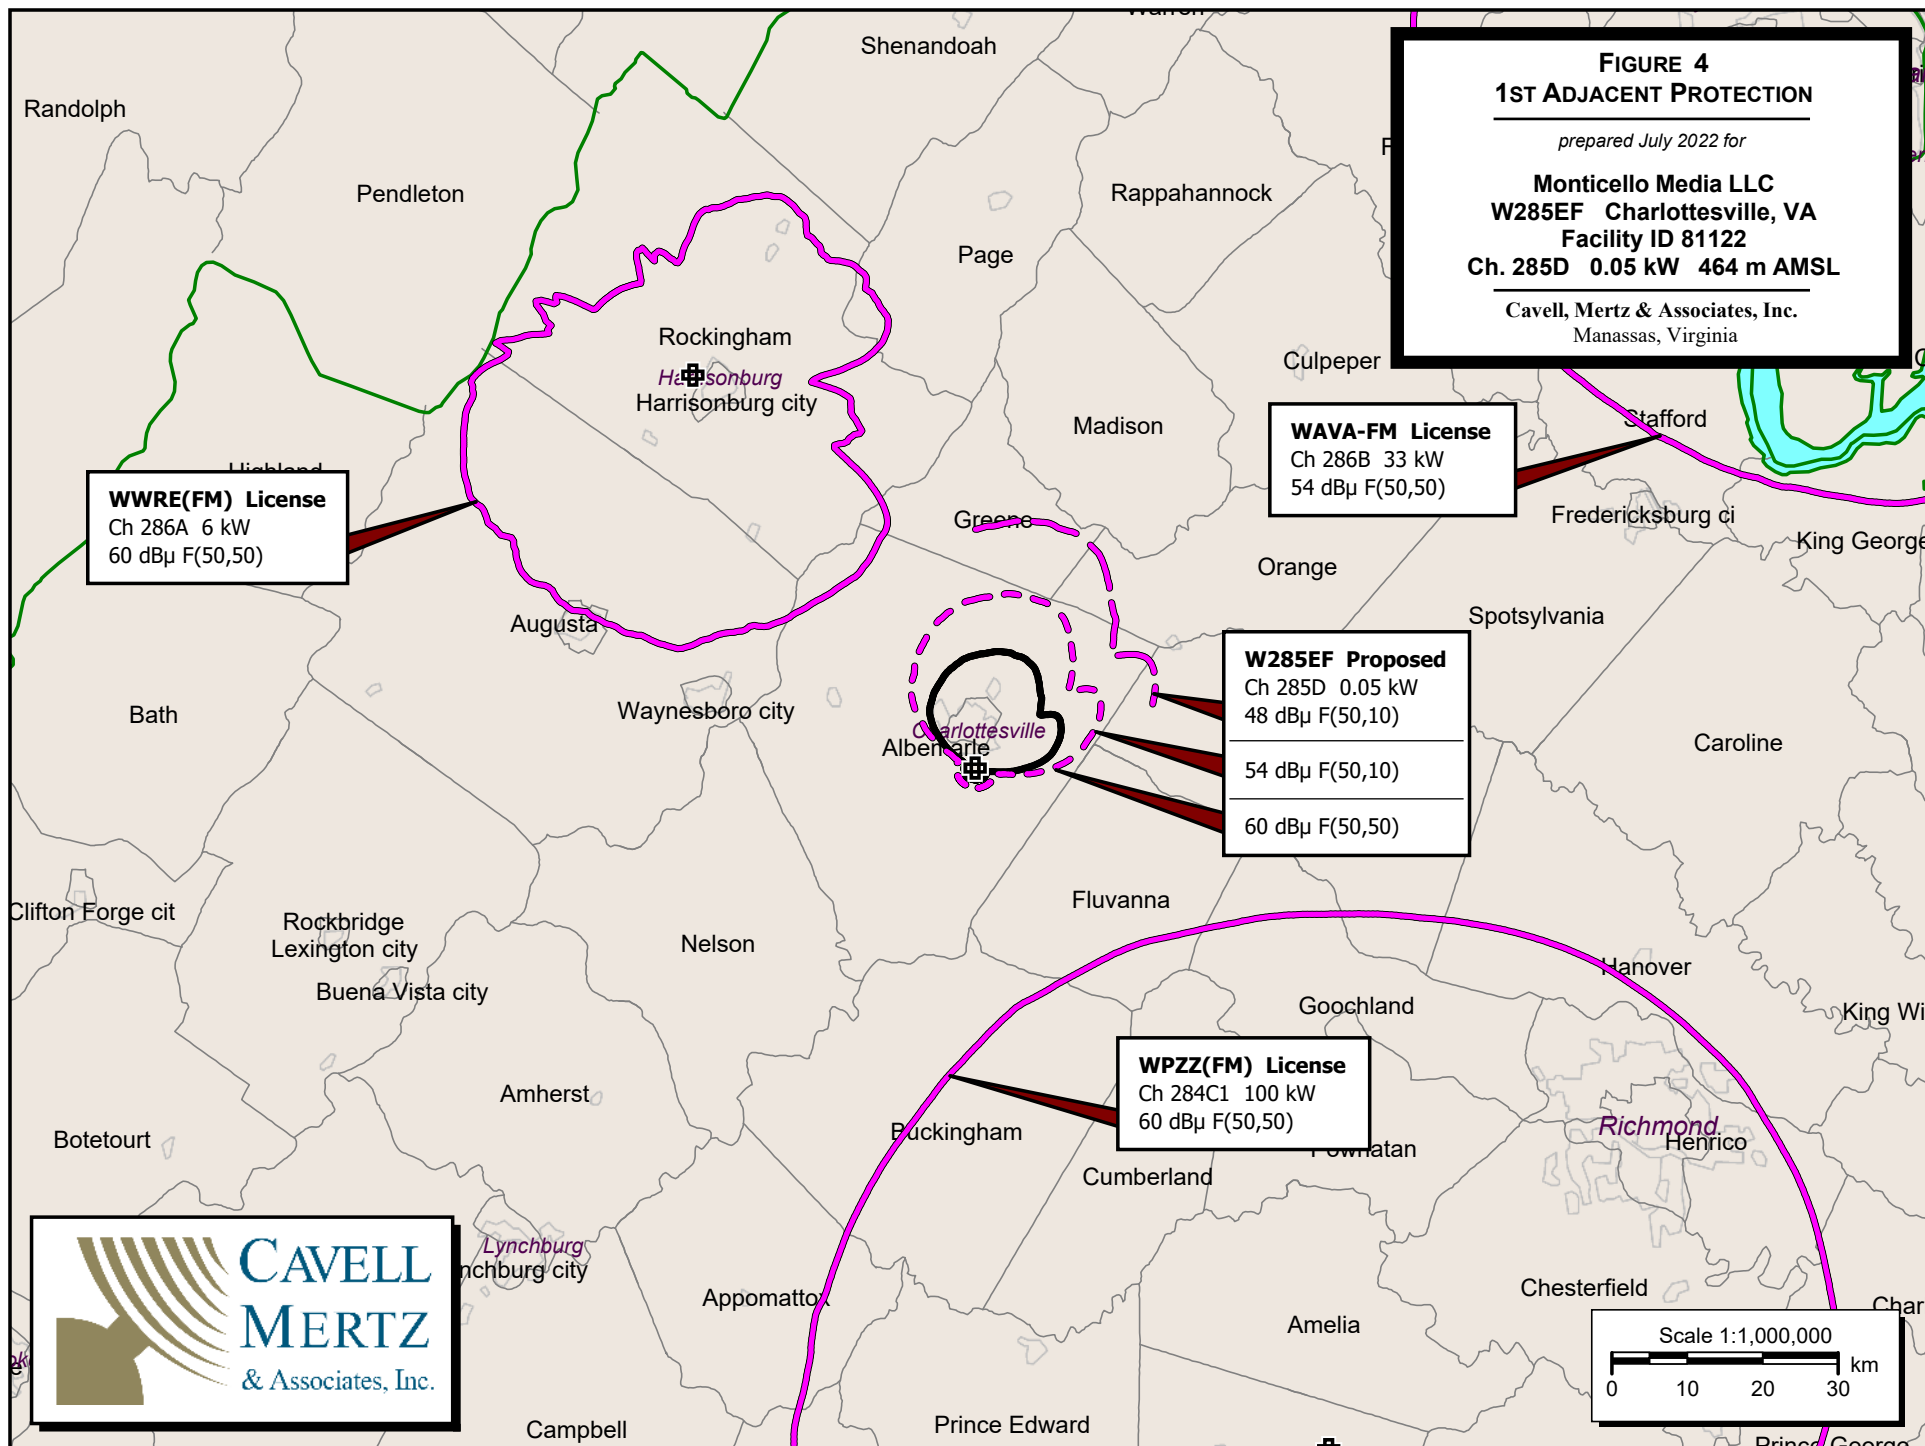 Shenandoah
Randolph
Pendleton
Rappahannock
Page
FIGURE 4
1ST ADJACENT PROTECTION
prepared July 2022 for
Monticello Media LLC
W285EF Charlottesville, VA
Facility ID 81122
Ch. 285D 0.05 kW 464 m AMSL
Cavell, Mertz & Associates, Inc.
Manassas, Virginia
Rockingham
Harrisonburg
Harrisonburg city
Culpeper
Madison
Stafford
WAVA-FM License
Ch 286B 33 kW
54 dBµ F(50,50)
Highland
WWRE(FM) License
Ch 286A 6 kW
60 dBµ F(50,50)
Greene
Fredericksburg ci
King George
Orange
Spotsylvania
Augusta
W285EF Proposed
Ch 285D 0.05 kW
48 dBµ F(50,10)
54 dBµ F(50,10)
60 dBµ F(50,50)
Bath
Waynesboro city
Charlottesville
Albemarle
Caroline
Fluvanna
Clifton Forge cit
Rockbridge
Lexington city
Nelson
Buena Vista city
Hanover
Goochland
King Wi
WPZZ(FM) License
Ch 284C1 100 kW
60 dBµ F(50,50)
Amherst
Botetourt
Buckingham
Powhatan
Cumberland
Richmond
Henrico
CAVELL
MERTZ
& Associates, Inc.
Lynchburg
nchburg city
Appomattox
Chesterfield
Char
Amelia
Scale 1:1,000,000
km
0 10 20 30
Campbell
Prince Edward
Prince George